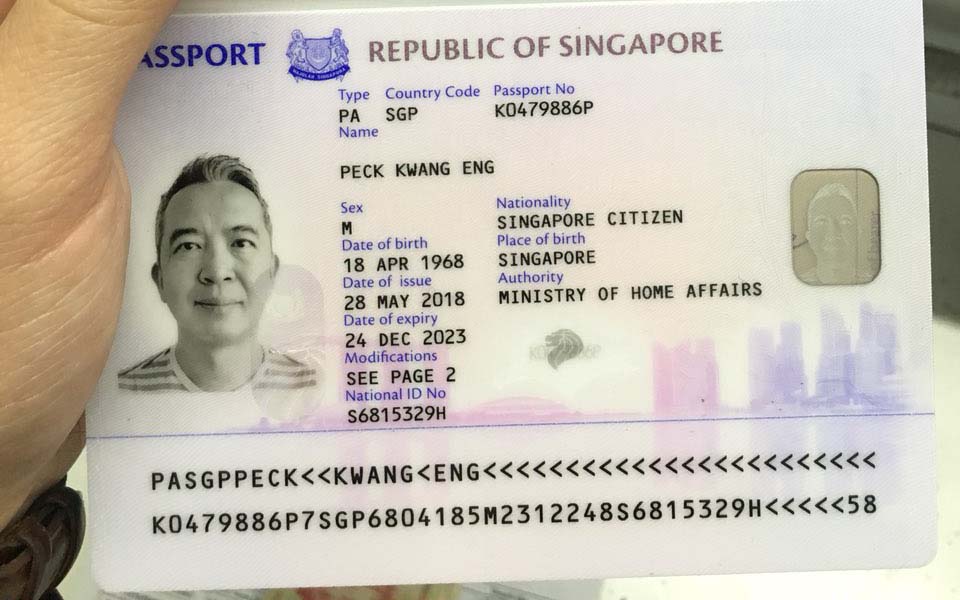 ASSPORT REPUBLIC OF SINGAPORE
MAJULAH SINGAPURA
Type Country Code Passport No
PA SGP K0479886P
Name
PECK KWANG ENG
Sex Nationality
M SINGAPORE CITIZEN
Date of birth Place of birth
18 APR 1968 SINGAPORE
Date of issue Authority
28 MAY 2018 MINISTRY OF HOME AFFAIRS
Date of expiry
24 DEC 2023
Modifications
SEE PAGE 2
National ID No
S6815329H
PASGPPECK<<KWANG<ENG<<<<<<<<<<<<<<<<<<<<<<<<
K0479886P7SGP6804185M2312248S6815329H<<<<<58